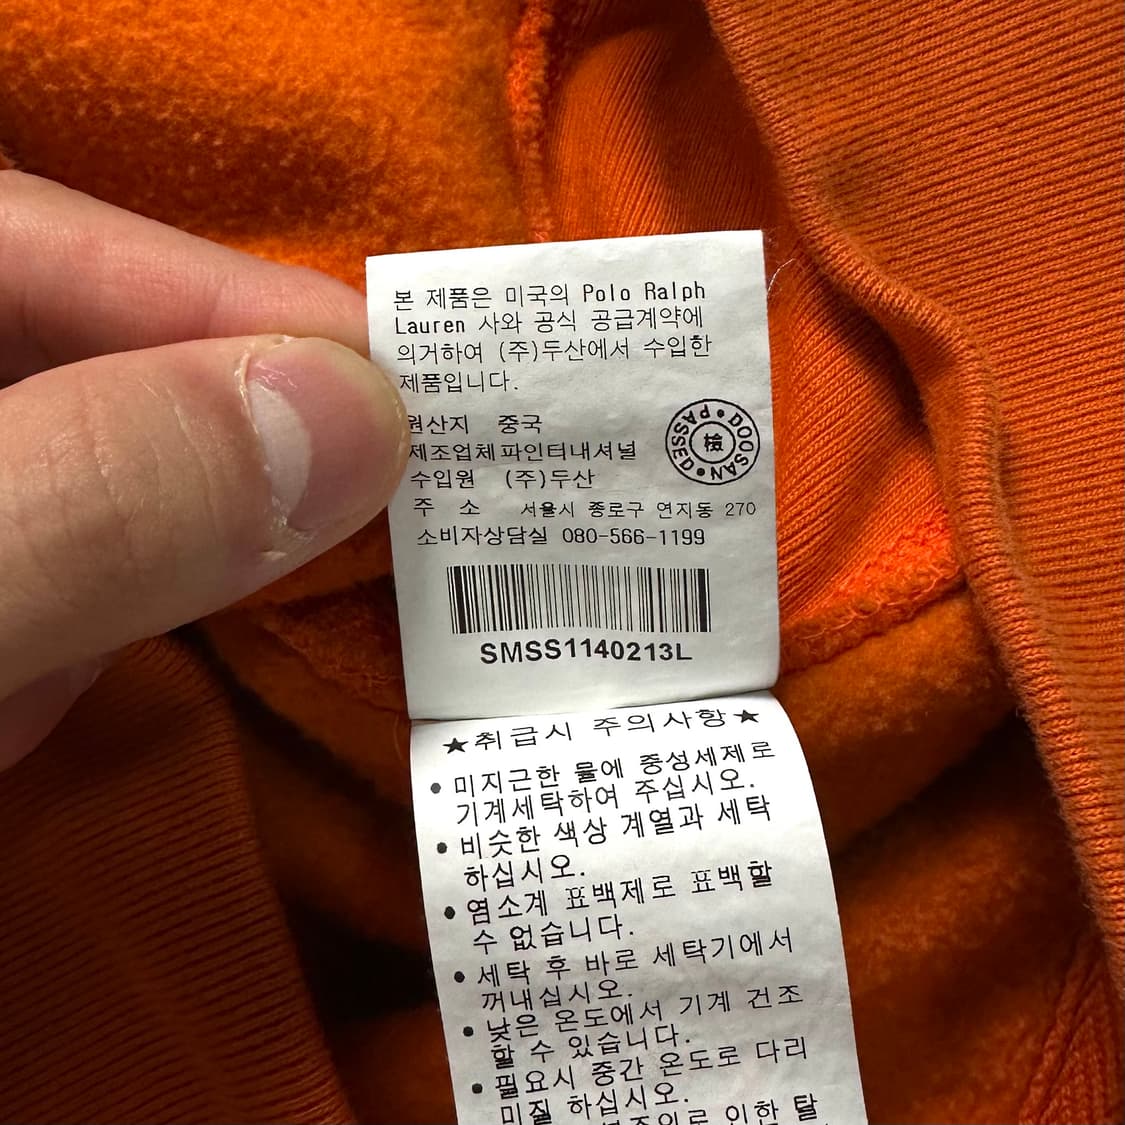 본 제품은 미국의 Polo Ralph
Lauren 사와 공식 공급계약에
의거하여 (주)두산에서 수입한
제품입니다.
원산지 중국
제조업체 파인터내셔널
수입원 (주)두산
주 소 서울시 종로구 연지동 270
소비자상담실 080-566-1199
DOOSAN • PASSED •
檢
SMSS1140213L
★취급시 주의사항★
• 미지근한 물에 중성세제로
기계세탁하여 주십시오.
• 비슷한 색상 계열과 세탁
하십시오.
• 염소계 표백제로 표백할
수 없습니다.
• 세탁 후 바로 세탁기에서
꺼내십시오.
• 낮은 온도에서 기계 건조
할 수 있습니다.
• 필요시 중간 온도로 다리
미질 하십시오.
인한 탈